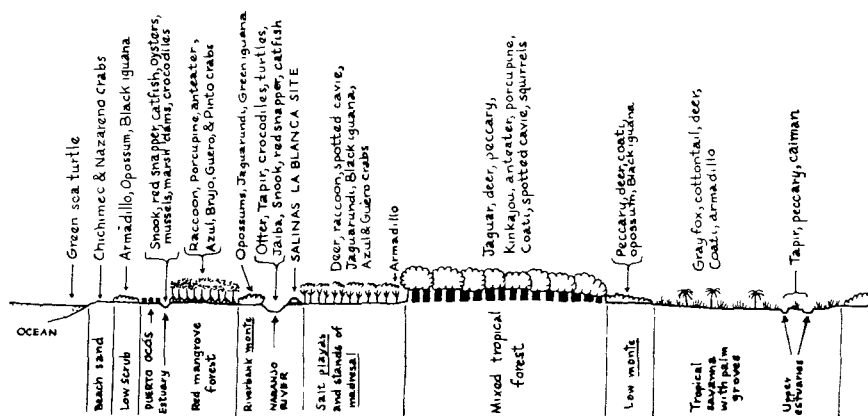 Green sea turtle
Chichimec & Nazareno crabs
Armadillo, Opossum, Black iguana
Snook, red snapper, catfish, oysters,
mussels, marsh clams, crocodiles
Raccoon, Porcupine, anteater,
Azul, Brujo, Guero, & Pinto crabs
Opossums, Jaguarundi, Green iguana
Otter, Tapir, crocodiles, turtles,
Jaiba, Snook, red snapper, catfish
SALINAS LA BLANCA SITE
Deer, raccoon, spotted cavie,
Jaguarundi, Black iguana,
Azul & Guero crabs
Armadillo
Jaguar, deer, peccary,
Kinkajou, anteater, porcupine,
Coati, spotted cavie, squirrels
Peccary, deer, coati,
opossum, Black iguana
Gray fox, cottontail, deer,
Coati, armadillo
Tapir, peccary, caiman
OCEAN
Beach sand
Low scrub
PUERTO OCÓS
Estuary
Red mangrove
forest
Riverbank monte
NARANJO
RIVER
Salt playas
and stands of
madresal
Mixed tropical
forest
Low monte
Tropical
savanna
with palm
groves
Upper
estuaries